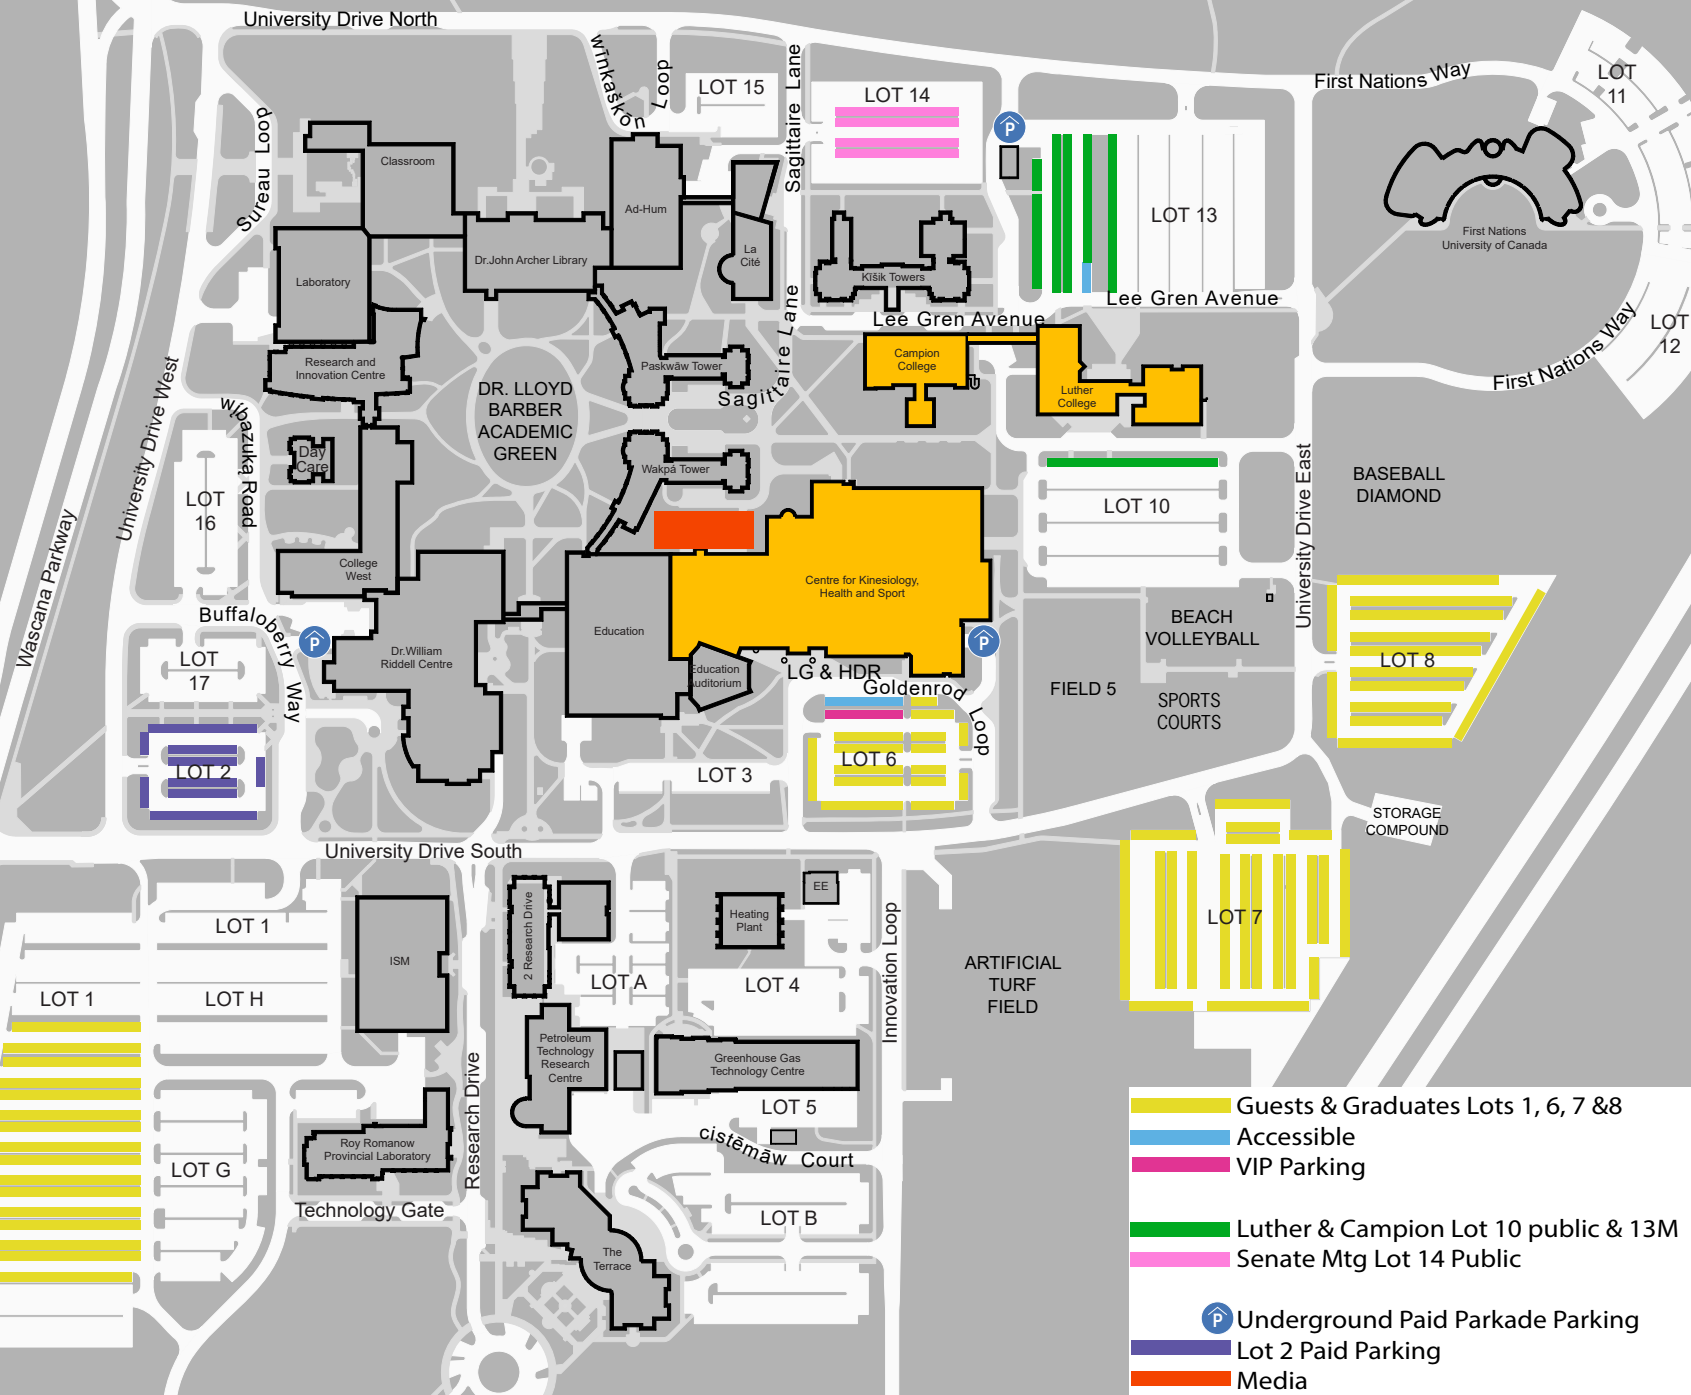 University Drive North
wīnkaškōn
Loop
LOT 15
Sagittaire Lane
LOT 14
First Nations Way
LOT
11
Sureau Lood
Classroom
Ad-Hum
Dr.John Archer Library
La
Cité
Kīšik Towers
LOT 13
First Nations
University of Canada
Laboratory
Lee Gren Avenue
Lee Gren Avenue
Sagittaire Lane
LOT
12
First Nations Way
Research and
Innovation Centre
University Drive West
DR. LLOYD
BARBER
ACADEMIC
GREEN
Paskwāw Tower
Campion
College
Luther
College
Day
Care
Road
LOT
16
Wakpá Tower
LOT 10
University Drive East
BASEBALL
DIAMOND
Wascana Parkway
College
West
Buffaloberry Way
Centre for Kinesiology,
Health and Sport
Education
BEACH
VOLLEYBALL
Dr.William
Riddell Centre
LOT
17
Education
Auditorium
LG & HDR
Goldenrod Loop
FIELD 5
SPORTS
COURTS
LOT 8
LOT 2
LOT 3
LOT 6
STORAGE
COMPOUND
University Drive South
LOT 1
ISM
2 Research Drive
Heating
Plant
EE
LOT 7
Innovation Loop
LOT 1
LOT H
LOT A
LOT 4
ARTIFICIAL
TURF
FIELD
Petroleum
Technology
Research
Centre
Greenhouse Gas
Technology Centre
Research Drive
LOT 5
cistēmāw Court
Roy Romanow
Provincial Laboratory
LOT G
Technology Gate
LOT B
The
Terrace
P
P
P
Guests & Graduates Lots 1, 6, 7 &8
Accessible
VIP Parking
Luther & Campion Lot 10 public & 13M
Senate Mtg Lot 14 Public
P Underground Paid Parkade Parking
Lot 2 Paid Parking
Media